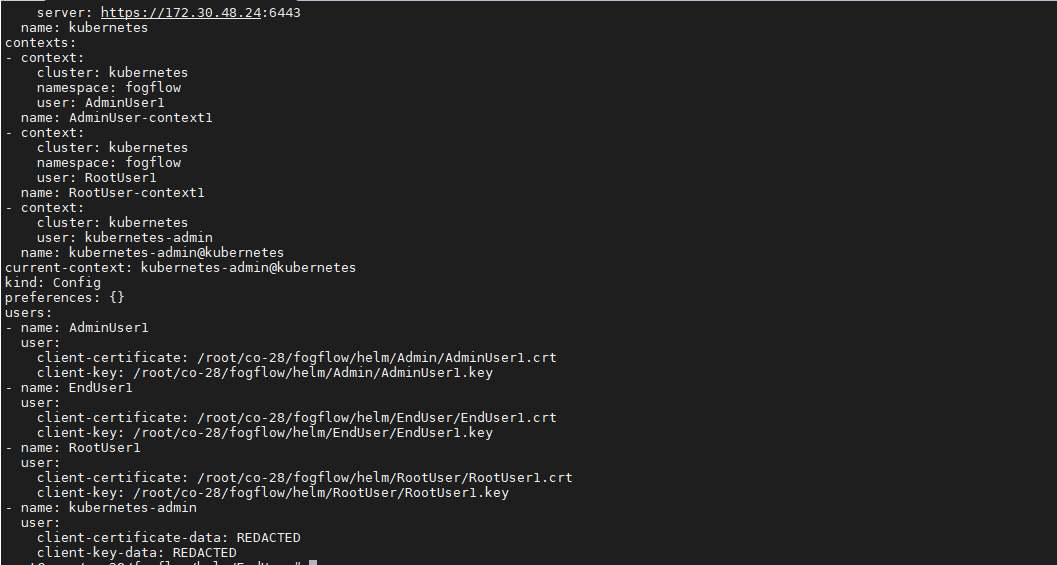 server: https://172.30.48.24:6443
name: kubernetes
contexts:
- context:
cluster: kubernetes
namespace: fogflow
user: AdminUser1
name: AdminUser-context1
- context:
cluster: kubernetes
namespace: fogflow
user: RootUser1
name: RootUser-context1
- context:
cluster: kubernetes
user: kubernetes-admin
name: kubernetes-admin@kubernetes
current-context: kubernetes-admin@kubernetes
kind: Config
preferences: {}
users:
- name: AdminUser1
user:
client-certificate: /root/co-28/fogflow/helm/Admin/AdminUser1.crt
client-key: /root/co-28/fogflow/helm/Admin/AdminUser1.key
- name: EndUser1
user:
client-certificate: /root/co-28/fogflow/helm/EndUser/EndUser1.crt
client-key: /root/co-28/fogflow/helm/EndUser/EndUser1.key
- name: RootUser1
user:
client-certificate: /root/co-28/fogflow/helm/RootUser/RootUser1.crt
client-key: /root/co-28/fogflow/helm/RootUser/RootUser1.key
- name: kubernetes-admin
user:
client-certificate-data: REDACTED
client-key-data: REDACTED